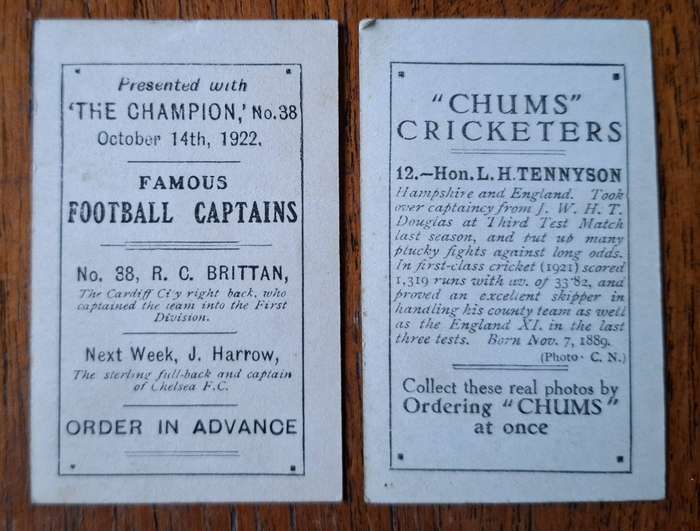 Presented with
'THE CHAMPION,' No. 38
October 14th, 1922.
FAMOUS
FOOTBALL CAPTAINS
No. 38, R. C. BRITTAN,
The Cardiff City right back, who
captained the team into the First
Division.
Next Week, J. Harrow,
The sterling full-back and captain
of Chelsea F.C.
ORDER IN ADVANCE
"CHUMS"
CRICKETERS
12.—Hon. L. H. TENNYSON
Hampshire and England. Took
over captaincy from J. W. H. T.
Douglas at Third Test Match
last season, and put up many
plucky fights against long odds.
In first-class cricket (1921) scored
1,319 runs with av. of 33·82, and
proved an excellent skipper in
handling his county team as well
as the England XI. in the last
three tests. Born Nov. 7, 1889.
(Photo· C. N.)
Collect these real photos by
Ordering "CHUMS"
at once